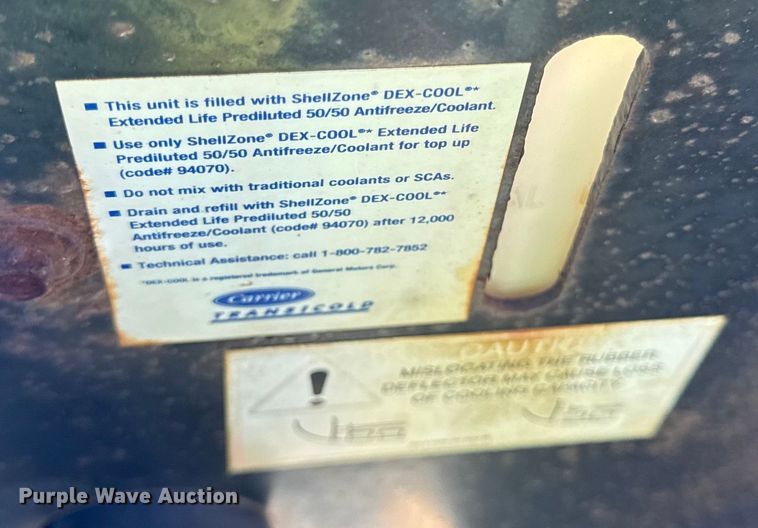 ■ This unit is filled with ShellZone® DEX-COOL®*
Extended Life Prediluted 50/50 Antifreeze/Coolant.
■ Use only ShellZone® DEX-COOL®* Extended Life
Prediluted 50/50 Antifreeze/Coolant for top up
(code# 94070).
■ Do not mix with traditional coolants or SCAs.
■ Drain and refill with ShellZone® DEX-COOL®*
Extended Life Prediluted 50/50
Antifreeze/Coolant (code# 94070) after 12,000
hours of use.
■ Technical Assistance: call 1-800-782-7852
*DEX-COOL is a registered trademark of General Motors Corp.
Carrier
TRANSICOLD
CAUTION
MISLOCATING THE RUBBER
DEFLECTOR MAY CAUSE LOSS
OF COOLING CAPACITY
Purple Wave Auction